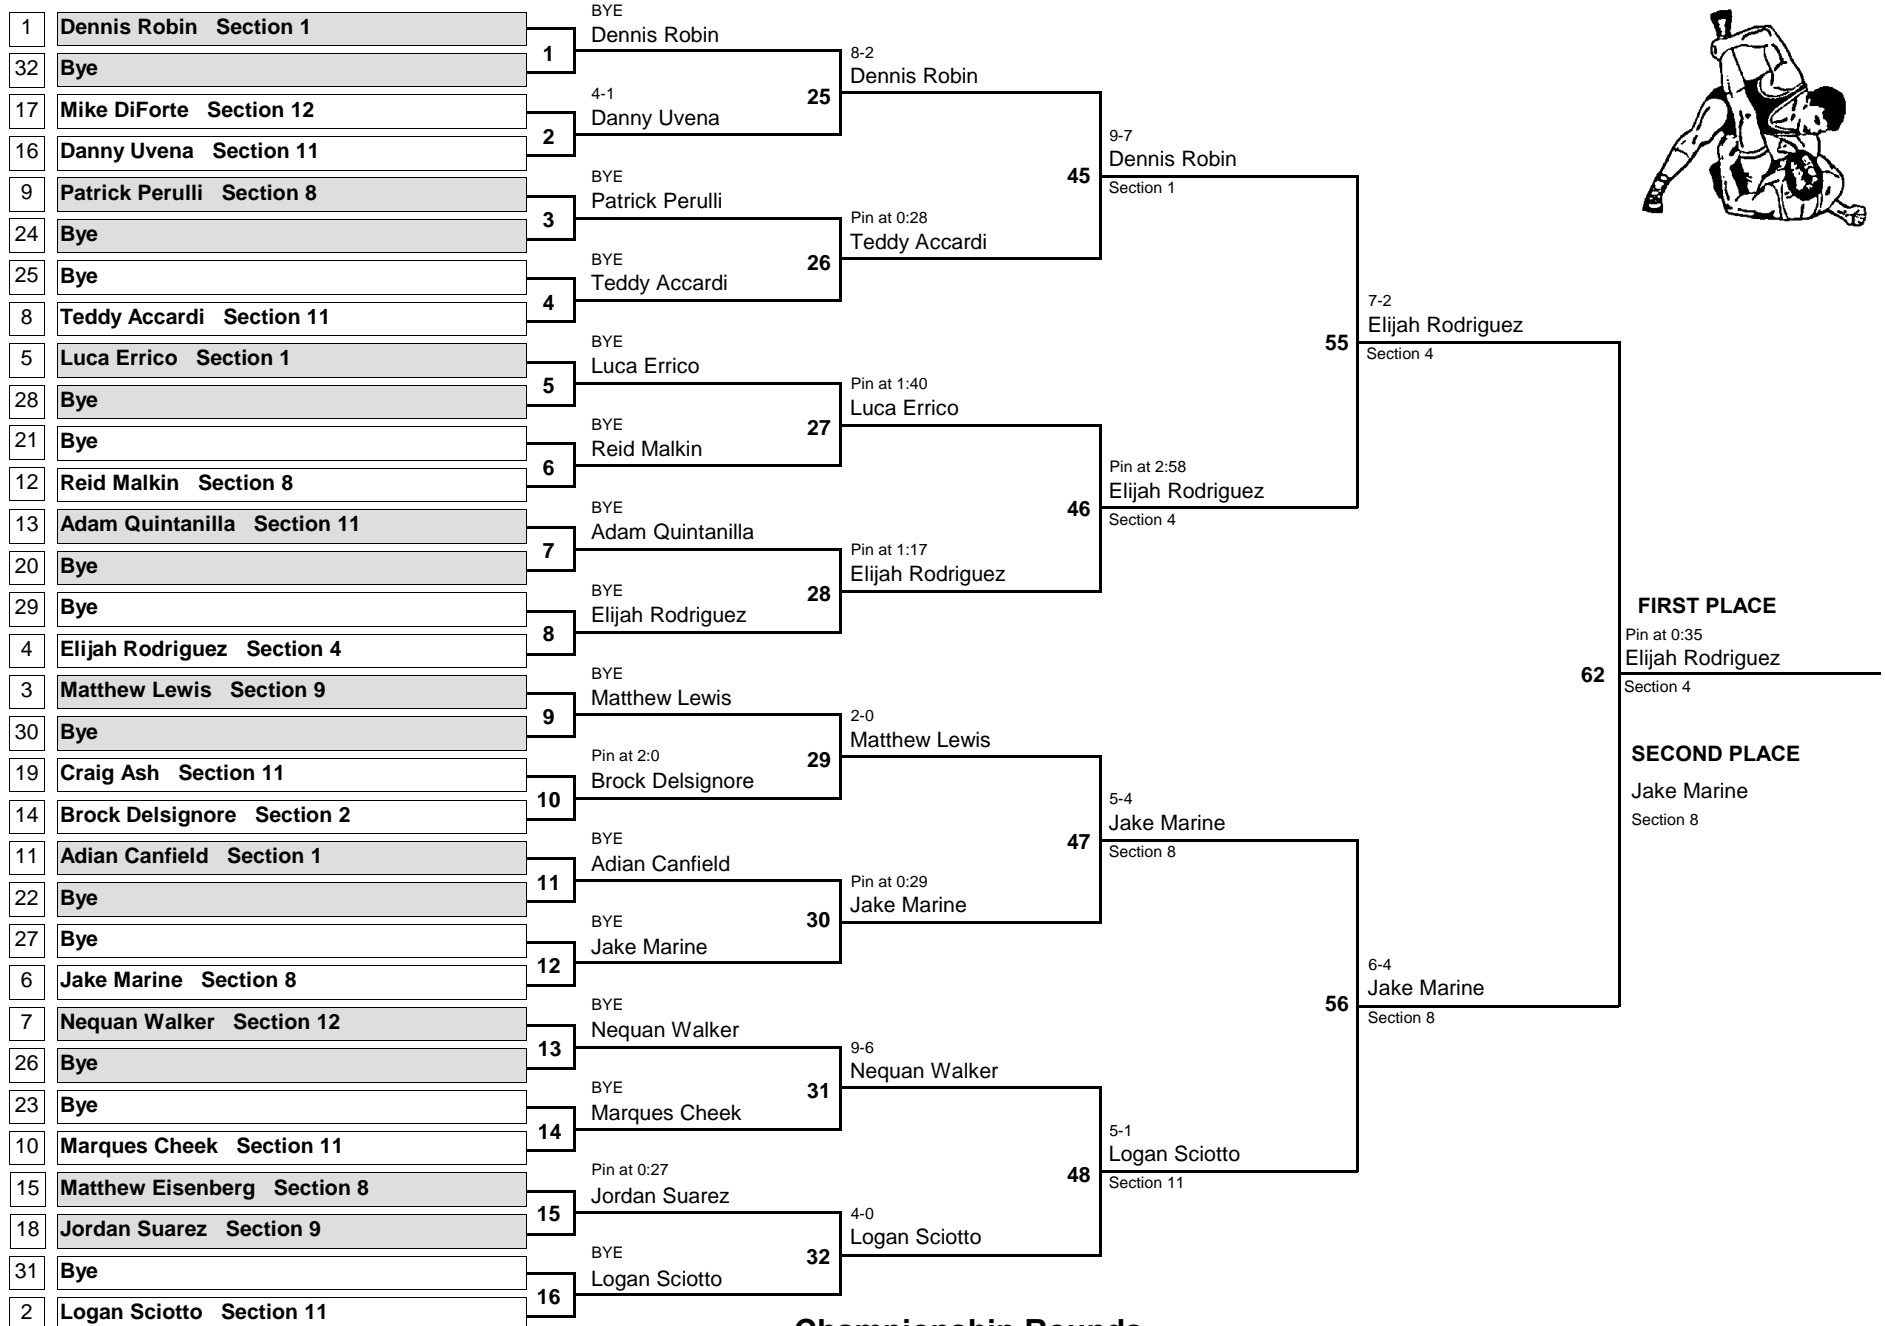 1 Dennis Robin Section 1
32 Bye
17 Mike DiForte Section 12
16 Danny Uvena Section 11
9 Patrick Perulli Section 8
24 Bye
25 Bye
8 Teddy Accardi Section 11
5 Luca Errico Section 1
28 Bye
21 Bye
12 Reid Malkin Section 8
13 Adam Quintanilla Section 11
20 Bye
29 Bye
4 Elijah Rodriguez Section 4
3 Matthew Lewis Section 9
30 Bye
19 Craig Ash Section 11
14 Brock Delsignore Section 2
11 Adian Canfield Section 1
22 Bye
27 Bye
6 Jake Marine Section 8
7 Nequan Walker Section 12
26 Bye
23 Bye
10 Marques Cheek Section 11
15 Matthew Eisenberg Section 8
18 Jordan Suarez Section 9
31 Bye
2 Logan Sciotto Section 11
1
2
3
4
5
6
7
8
9
10
11
12
13
14
15
16
BYE
Dennis Robin
4-1
Danny Uvena
BYE
Patrick Perulli
BYE
Teddy Accardi
BYE
Luca Errico
BYE
Reid Malkin
BYE
Adam Quintanilla
BYE
Elijah Rodriguez
BYE
Matthew Lewis
Pin at 2:0
Brock Delsignore
BYE
Adian Canfield
BYE
Jake Marine
BYE
Nequan Walker
BYE
Marques Cheek
Pin at 0:27
Jordan Suarez
BYE
Logan Sciotto
25
26
27
28
29
30
31
32
8-2
Dennis Robin
Pin at 0:28
Teddy Accardi
Pin at 1:40
Luca Errico
Pin at 1:17
Elijah Rodriguez
2-0
Matthew Lewis
Pin at 0:29
Jake Marine
9-6
Nequan Walker
4-0
Logan Sciotto
45
46
47
48
9-7
Dennis Robin
Section 1
Pin at 2:58
Elijah Rodriguez
Section 4
5-4
Jake Marine
Section 8
5-1
Logan Sciotto
Section 11
55
56
7-2
Elijah Rodriguez
Section 4
6-4
Jake Marine
Section 8
62
FIRST PLACE
Pin at 0:35
Elijah Rodriguez
Section 4
SECOND PLACE
Jake Marine
Section 8
Championship Rounds